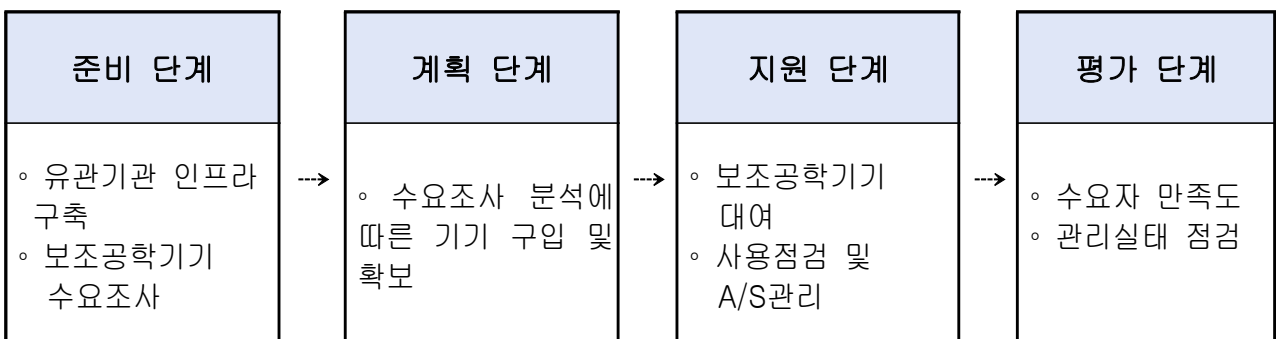 준비 단계
◦ 유관기관 인프라
구축
◦ 보조공학기기
수요조사
계획 단계
◦ 수요조사 분석에
따른 기기 구입 및
확보
지원 단계
◦ 보조공학기기
대여
◦ 사용점검 및
A/S관리
평가 단계
◦ 수요자 만족도
◦ 관리실태 점검